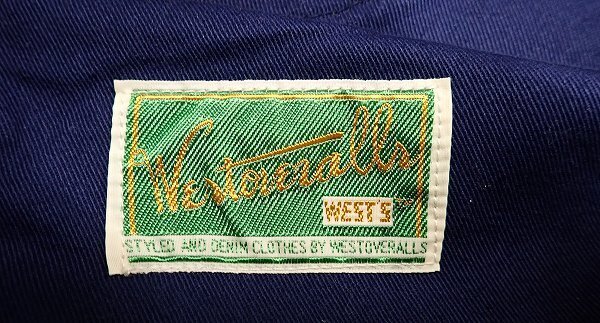 Westoveralls
WEST'S
STYLED AND DENIM CLOTHES BY WESTOVERALLS